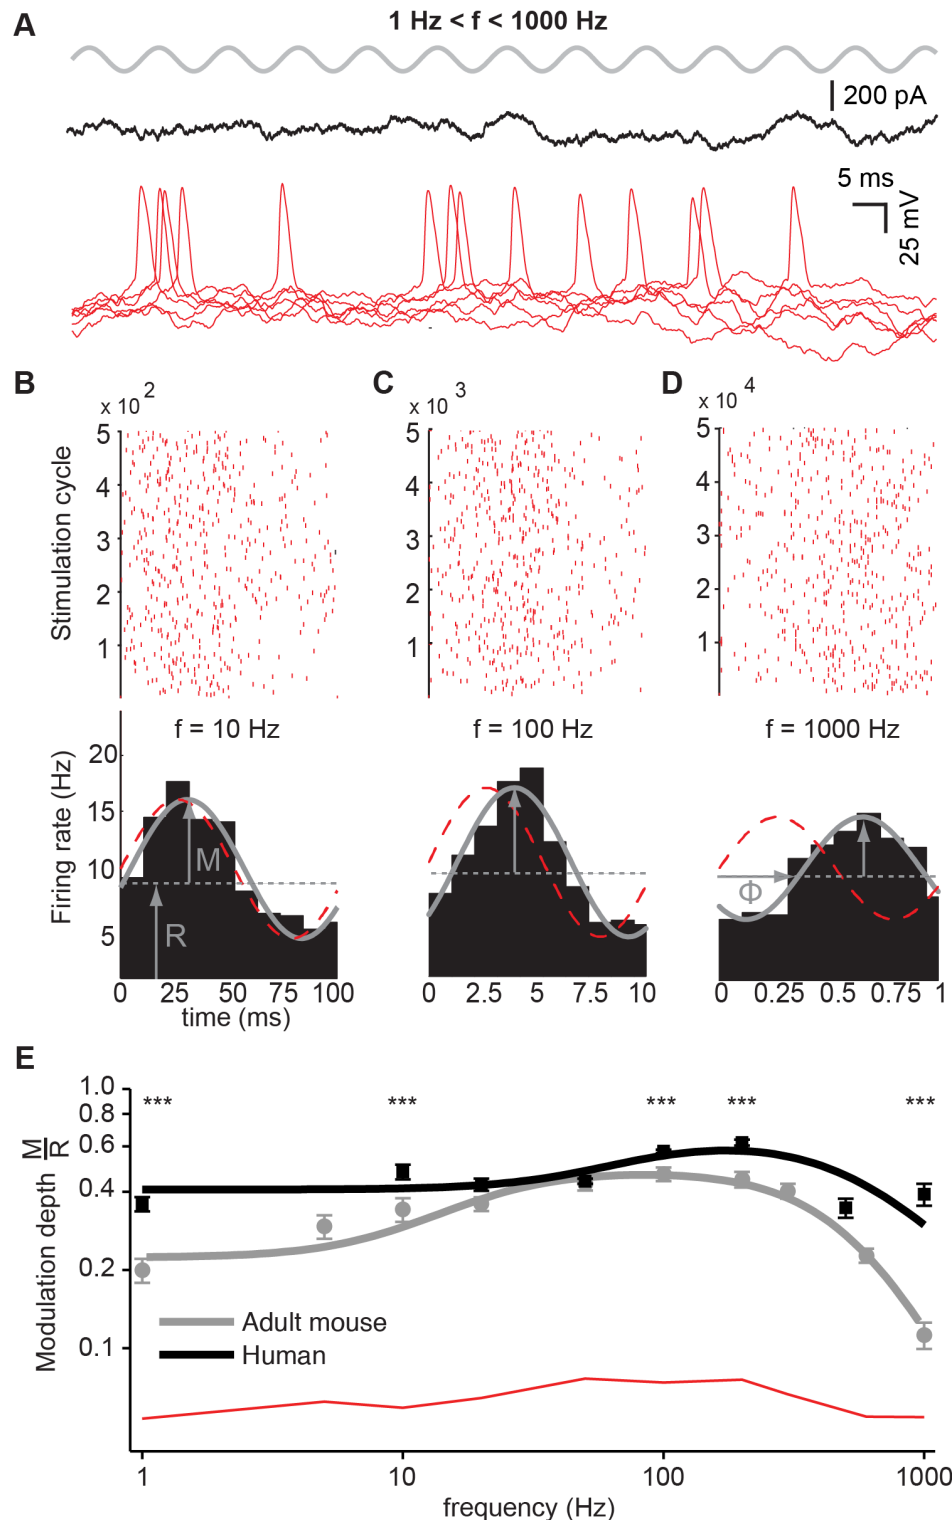 A
1 Hz < f < 1000 Hz
200 pA
5 ms
25 mV
B
C
D
x 10 2
x 10 3
x 10 4
Stimulation cycle
5
4
3
2
1
5
4
3
2
1
5
4
3
2
1
f = 10 Hz
f = 100 Hz
f = 1000 Hz
Firing rate (Hz)
20
15
10
5
M
R
Φ
0 25 50 75 100
0 2.5 5 7.5 10
0 0.25 0.5 0.75 1
time (ms)
E
Modulation depth M/R
1.0
0.8
0.6
0.4
0.2
0.1
*** *** *** *** ***
Adult mouse
Human
1 10 100 1000
frequency (Hz)